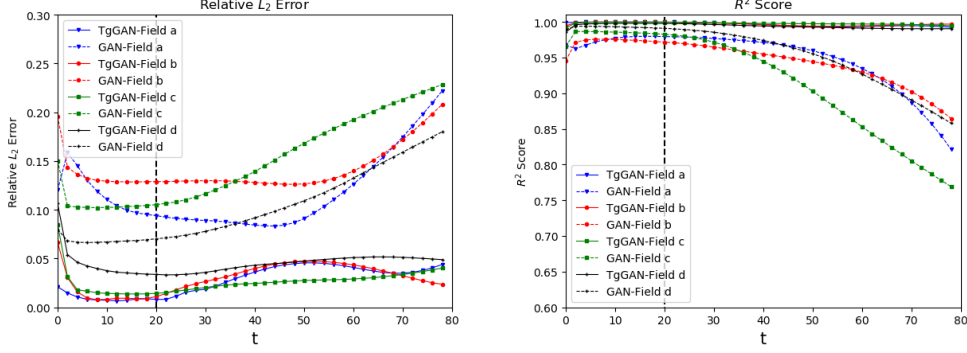 Relative L2 Error
Relative L2 Error
0.30
0.25
0.20
0.15
0.10
0.05
0.00
TgGAN-Field a
GAN-Field a
TgGAN-Field b
GAN-Field b
TgGAN-Field c
GAN-Field c
TgGAN-Field d
GAN-Field d
0 10 20 30 40 50 60 70 80
t
R² Score
R² Score
1.00
0.95
0.90
0.85
0.80
0.75
0.70
0.65
0.60
TgGAN-Field a
GAN-Field a
TgGAN-Field b
GAN-Field b
TgGAN-Field c
GAN-Field c
TgGAN-Field d
GAN-Field d
0 10 20 30 40 50 60 70 80
t